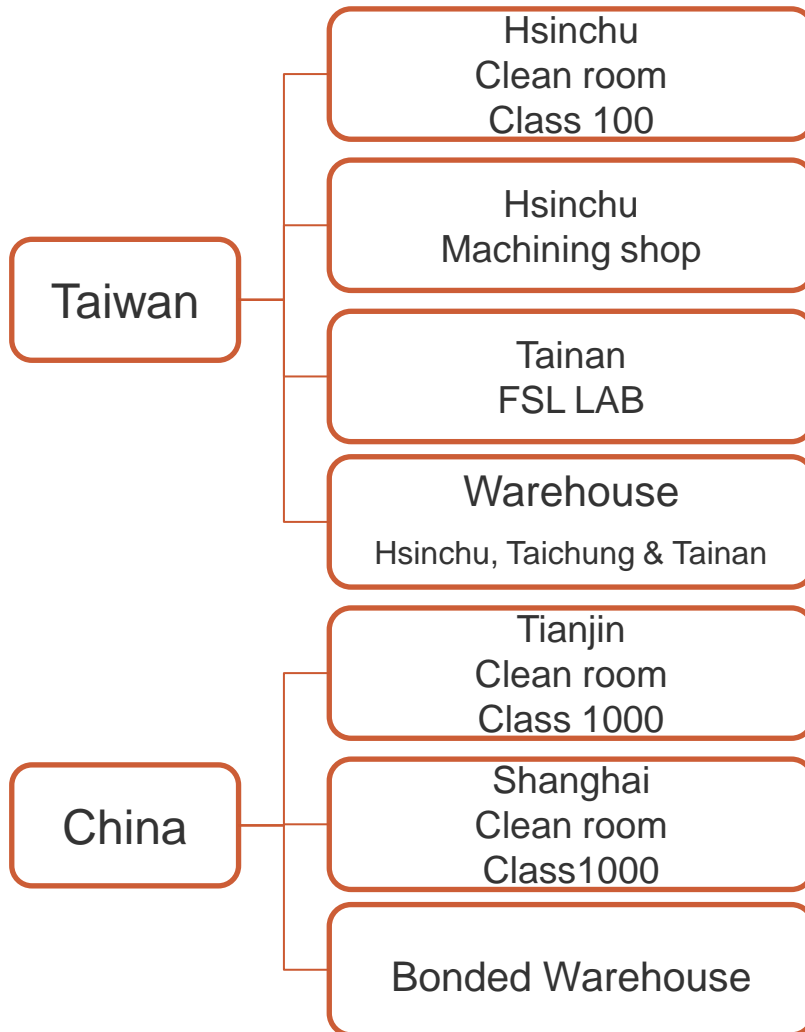 Taiwan
Hsinchu
Clean room
Class 100
Hsinchu
Machining shop
Tainan
FSL LAB
Warehouse
Hsinchu, Taichung & Tainan
China
Tianjin
Clean room
Class 1000
Shanghai
Clean room
Class1000
Bonded Warehouse